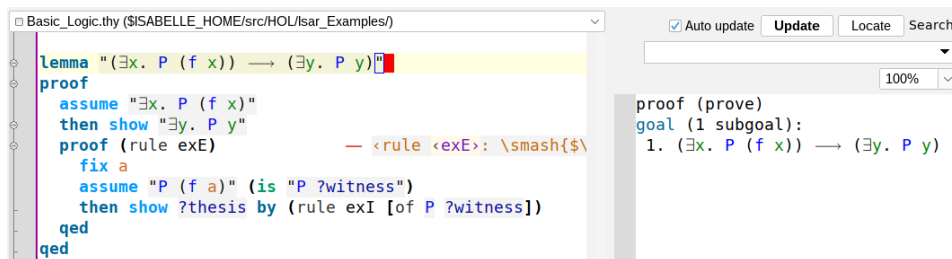 Basic_Logic.thy ($ISABELLE_HOME/src/HOL/Isar_Examples/)
lemma "(∃x. P (f x)) ⟶ (∃y. P y)"
proof
assume "∃x. P (f x)"
then show "∃y. P y"
proof (rule exE) — ‹rule ‹exE›: \smash{$\
fix a
assume "P (f a)" (is "P ?witness")
then show ?thesis by (rule exI [of P ?witness])
qed
qed
Auto update Update Locate Search
100%
proof (prove)
goal (1 subgoal):
1. (∃x. P (f x)) ⟶ (∃y. P y)